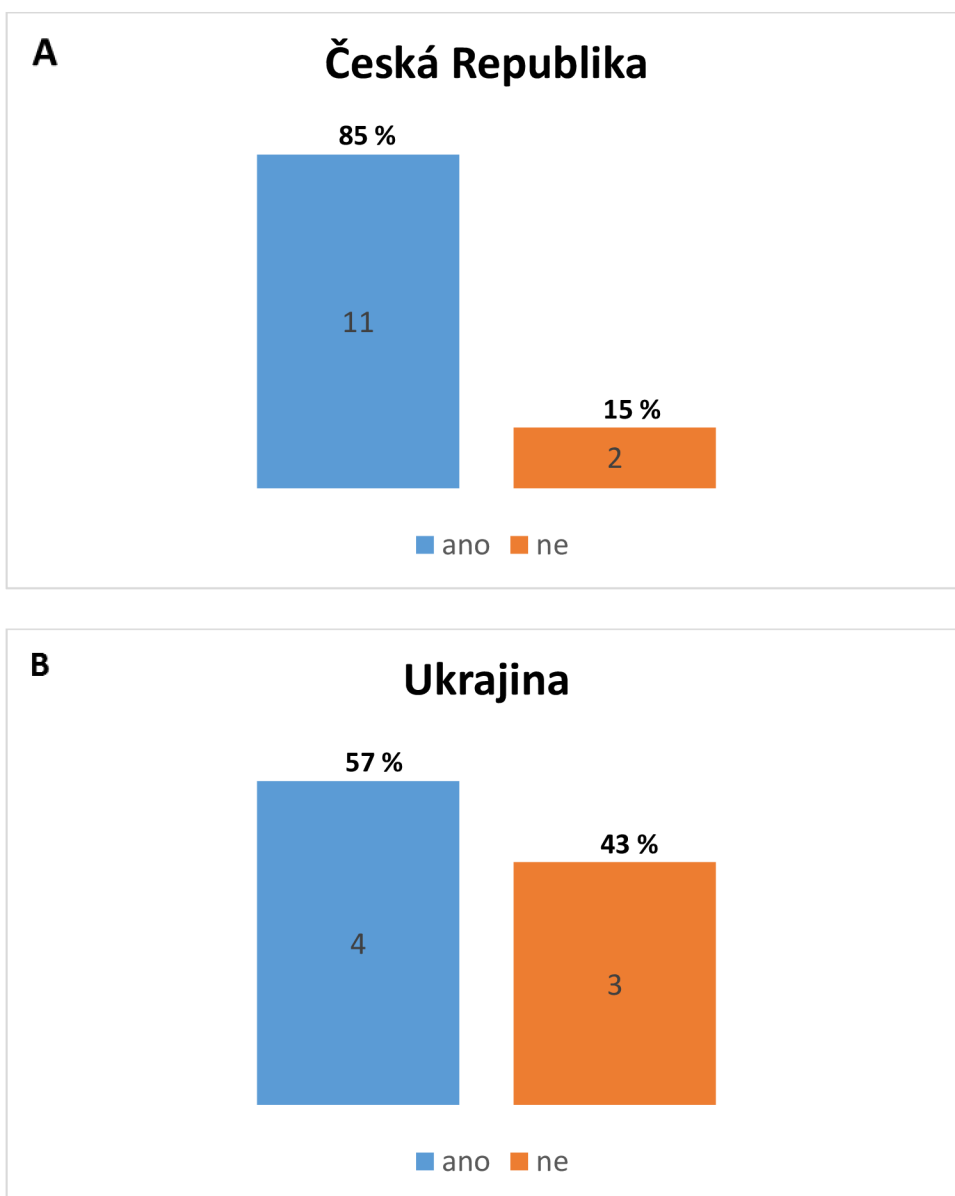 A
Česká Republika
85 %
11
15 %
2
ano ne
B
Ukrajina
57 %
4
43 %
3
ano ne